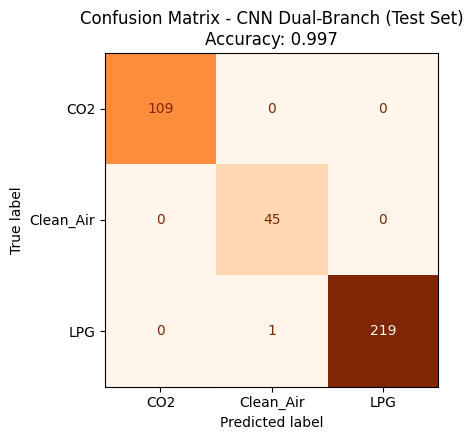 Confusion Matrix - CNN Dual-Branch (Test Set)
Accuracy: 0.997
True label
CO2 109 0 0
Clean_Air 0 45 0
LPG 0 1 219
CO2 Clean_Air LPG
Predicted label